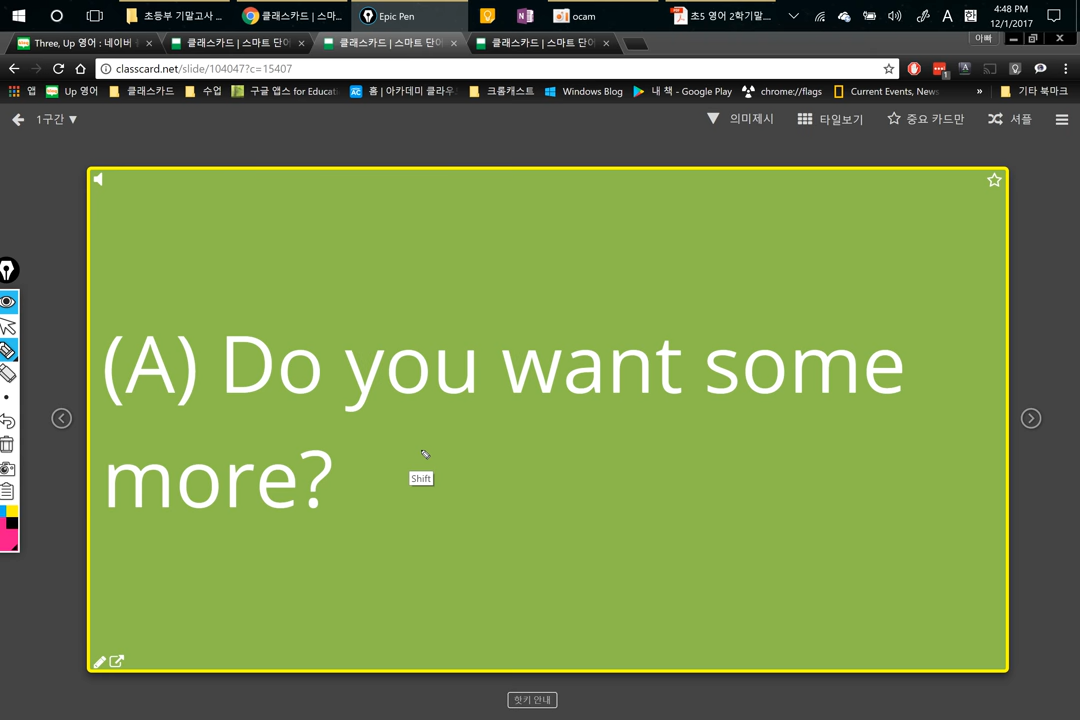 초등부 기말고사 ...
클래스카드 | 스마...
Epic Pen
ocam
초5 영어 2학기기말...
A
한
4:48 PM
12/1/2017
Three, Up 영어 : 네이버
클래스카드 | 스마트 단어
클래스카드 | 스마트 단어
클래스카드 | 스마트 단어
아빠
classcard.net/slide/104047?c=15407
앱
Up 영어
클래스카드
수업
구글 앱스 for Educati
홈 | 아카데미 클라우
크롬캐스트
Windows Blog
내 책 - Google Play
chrome://flags
Current Events, News
»
기타 북마크
1구간 ▼
의미제시
타일보기
중요 카드만
셔플
(A) Do you want some
more?
Shift
핫키 안내